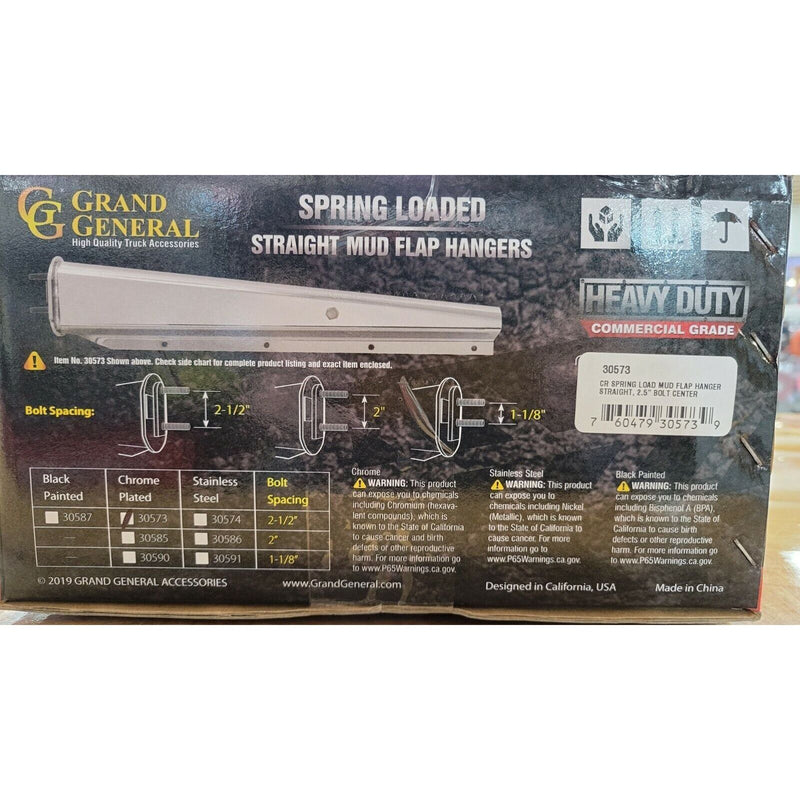 GG GRAND
GENERAL
High Quality Truck Accessories
SPRING LOADED
STRAIGHT MUD FLAP HANGERS
HEAVY DUTY
COMMERCIAL GRADE
! Item No. 30573 Shown above. Check side chart for complete product listing and exact item enclosed.
30573
CR SPRING LOAD MUD FLAP HANGER
STRAIGHT, 2.5" BOLT CENTER
7 60479 30573 9
Bolt Spacing:
2-1/2"
2"
1-1/8"
Black Painted Chrome Plated Stainless Steel Bolt Spacing
30587 30573 30574 2-1/2"
— 30585 30586 2"
— 30590 30591 1-1/8"
Chrome
! WARNING: This product
can expose you to chemicals
including Chromium (hexava-
lent compounds), which is
known to the State of California
to cause cancer and birth
defects or other reproductive
harm. For more information go
to www.P65Warnings.ca.gov.
Stainless Steel
! WARNING: This product
can expose you to
chemicals including Nickel
(Metallic), which is known
to the State of California to
cause cancer. For more
information go to
www.P65Warnings.ca.gov.
Black Painted
! WARNING: This product
can expose you to chemicals
including Bisphenol A (BPA),
which is known to the State of
California to cause birth
defects or other reproductive
harm. For more information go
to www.P65Warnings.ca.gov.
© 2019 GRAND GENERAL ACCESSORIES
www.GrandGeneral.com
Designed in California, USA
Made in China